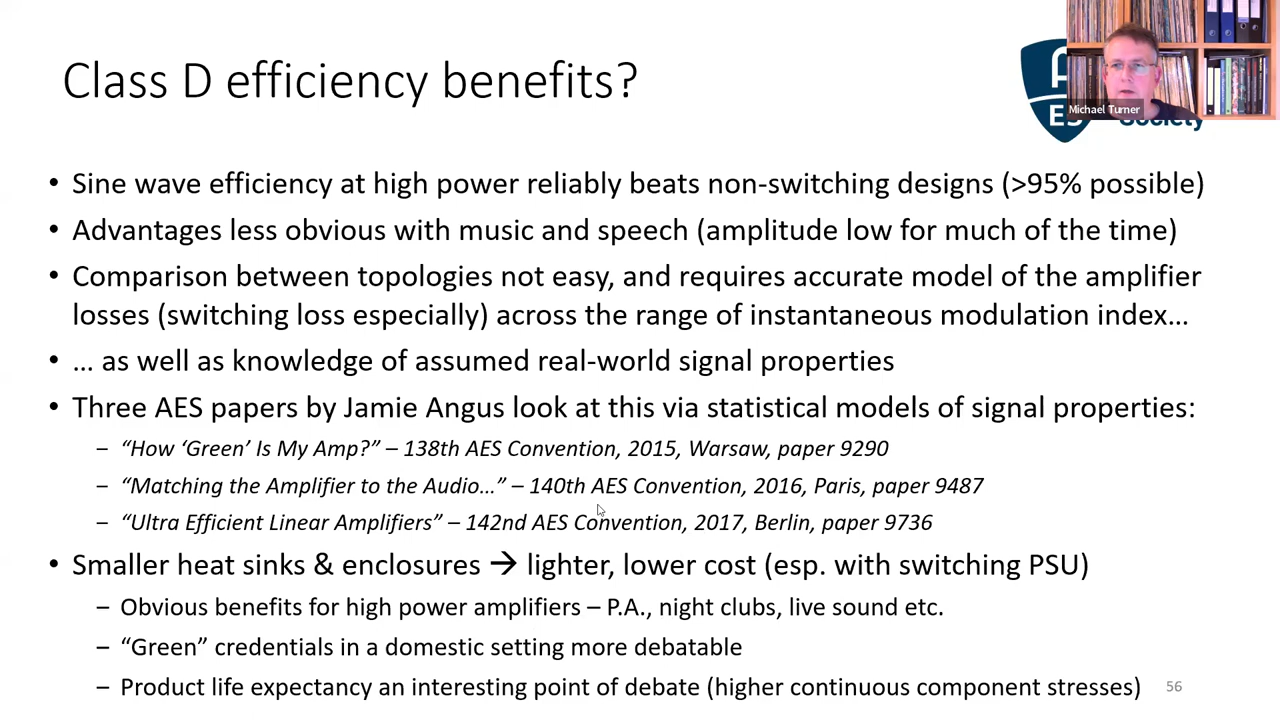 Class D efficiency benefits?
Michael Turner
ES
Society
• Sine wave efficiency at high power reliably beats non-switching designs (>95% possible)
• Advantages less obvious with music and speech (amplitude low for much of the time)
• Comparison between topologies not easy, and requires accurate model of the amplifier
losses (switching loss especially) across the range of instantaneous modulation index…
• … as well as knowledge of assumed real-world signal properties
• Three AES papers by Jamie Angus look at this via statistical models of signal properties:
– “How ‘Green’ Is My Amp?” – 138th AES Convention, 2015, Warsaw, paper 9290
– “Matching the Amplifier to the Audio…” – 140th AES Convention, 2016, Paris, paper 9487
– “Ultra Efficient Linear Amplifiers” – 142nd AES Convention, 2017, Berlin, paper 9736
• Smaller heat sinks & enclosures → lighter, lower cost (esp. with switching PSU)
– Obvious benefits for high power amplifiers – P.A., night clubs, live sound etc.
– “Green” credentials in a domestic setting more debatable
– Product life expectancy an interesting point of debate (higher continuous component stresses)
56